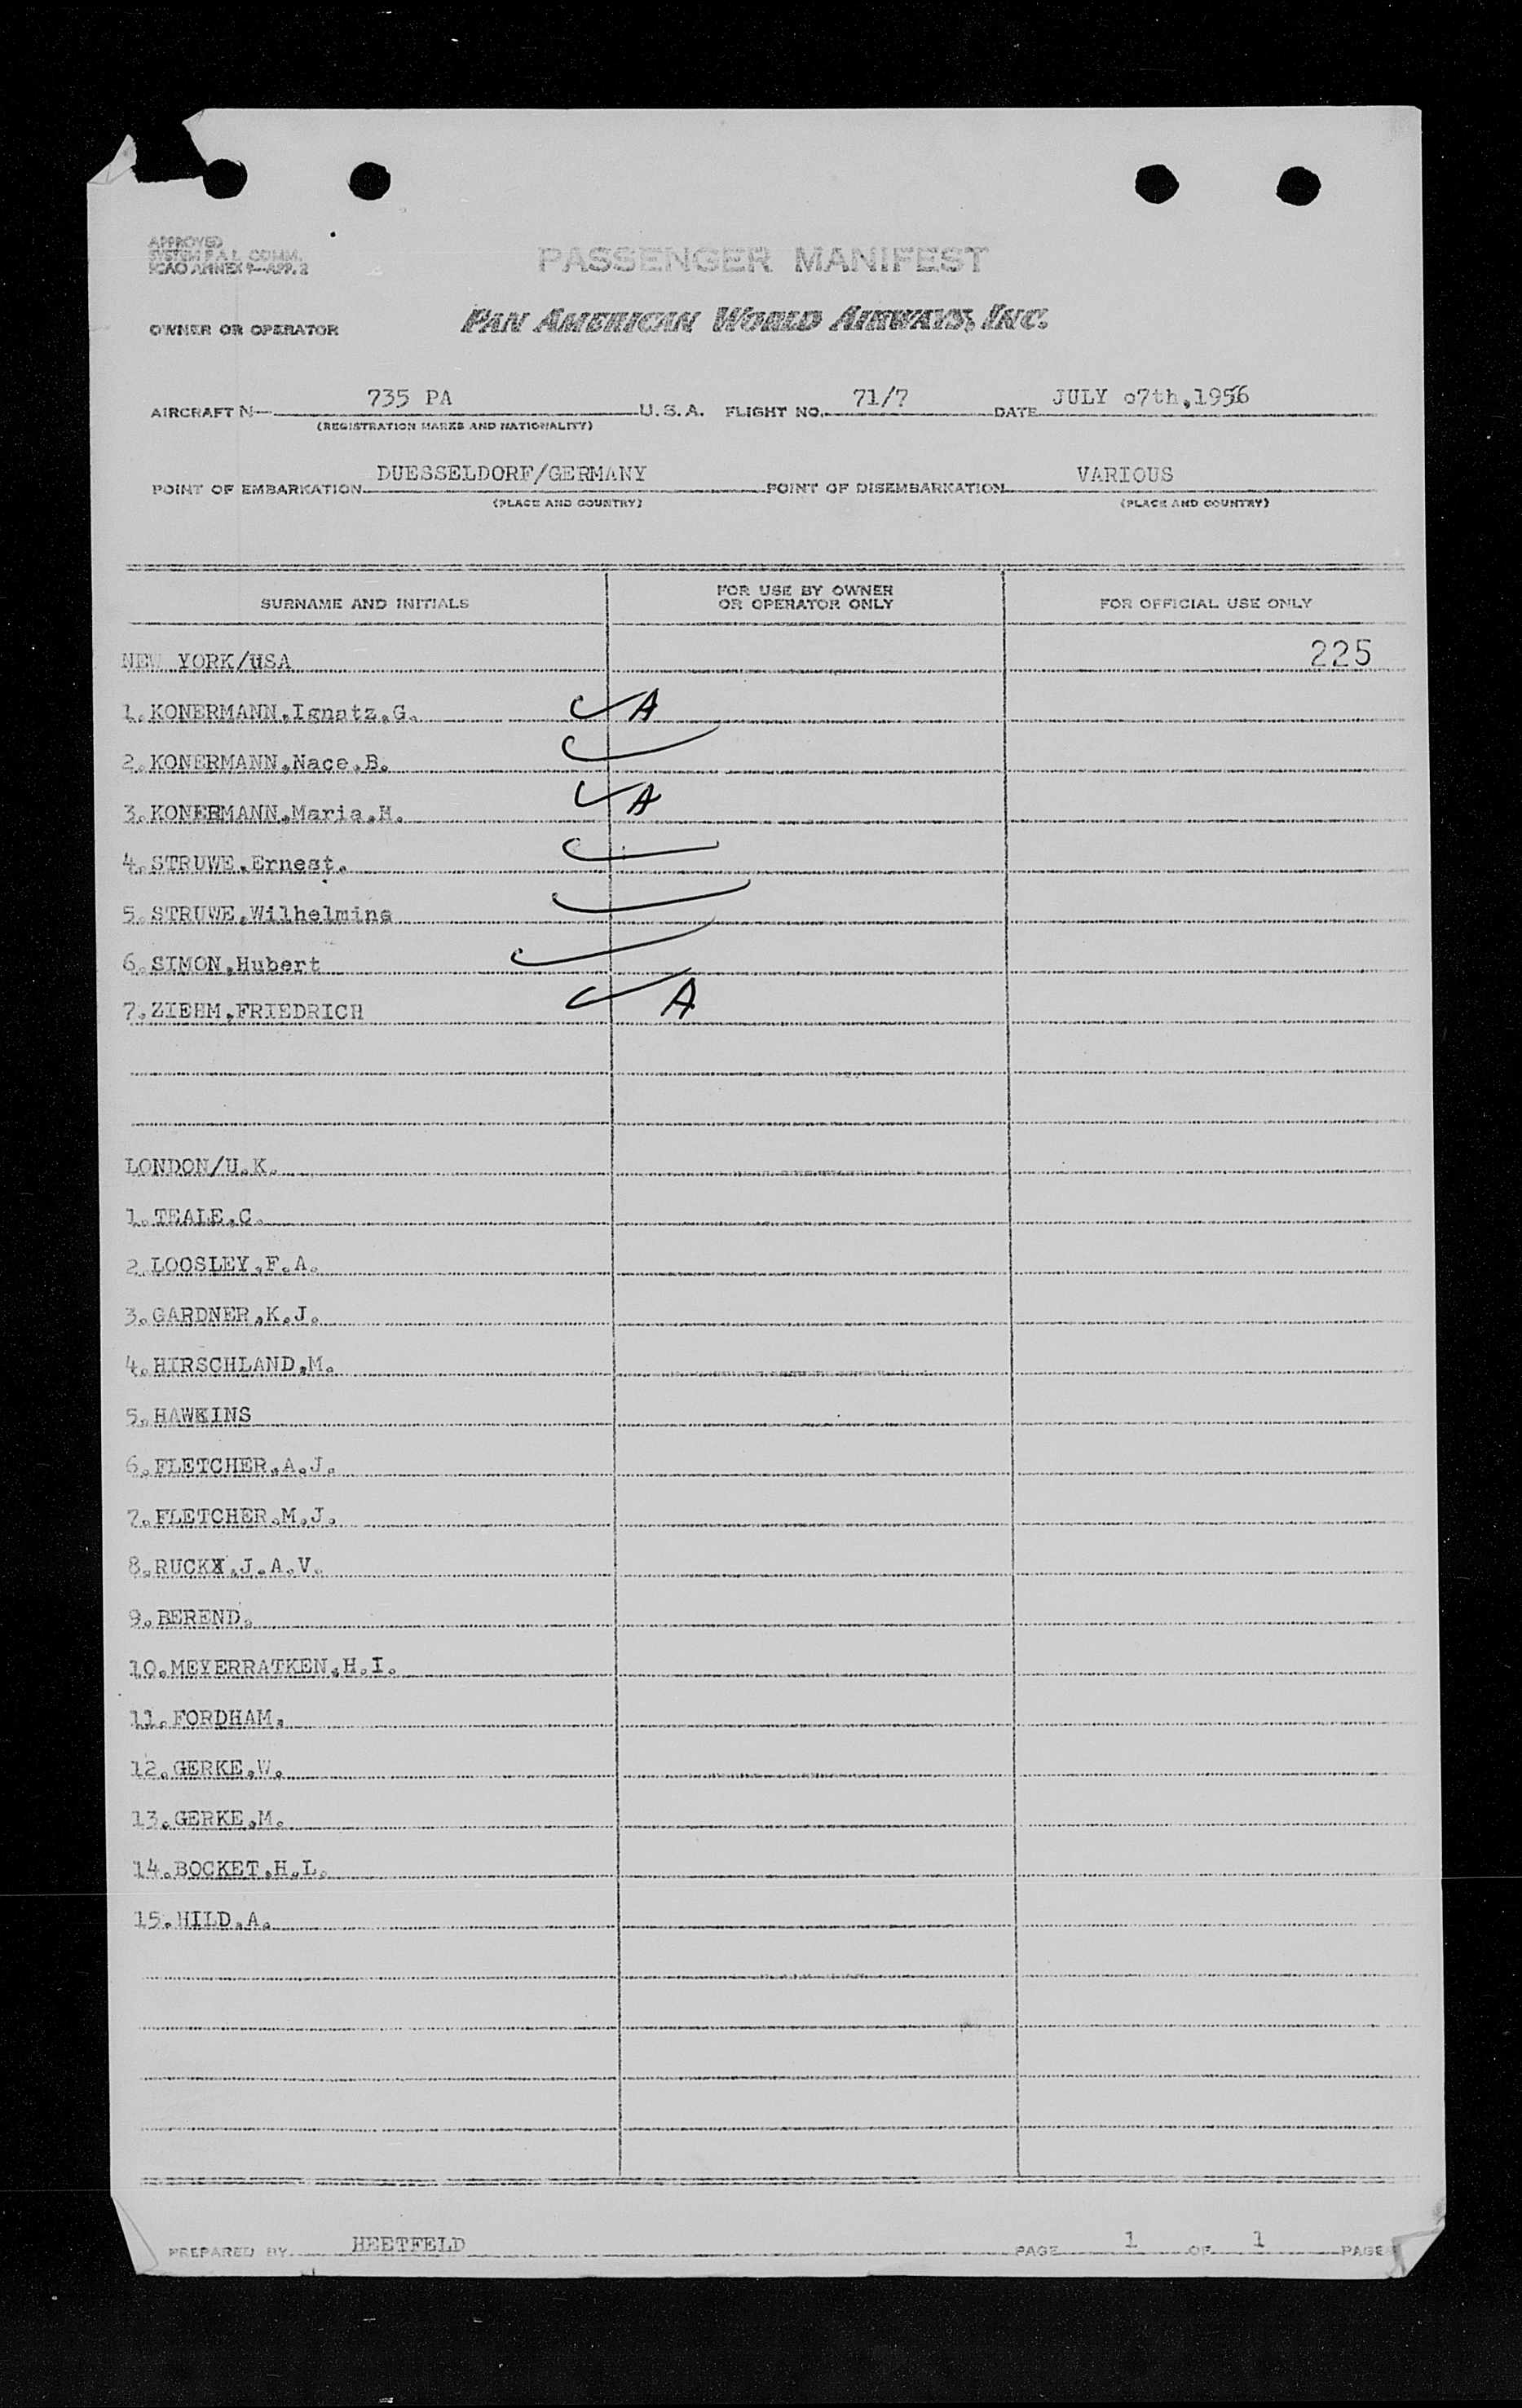 APPROVED
SYSTEM F.A.L. COMM.
ICAO ANNEX 9—APP. 2
PASSENGER MANIFEST
OWNER OR OPERATOR PAN AMERICAN WORLD AIRWAYS, INC.
AIRCRAFT N— 735 PA U.S.A. FLIGHT NO. 71/7 DATE JULY o7th,1956
(REGISTRATION MARKS AND NATIONALITY)
POINT OF EMBARKATION DUESSELDORF/GERMANY POINT OF DISEMBARKATION VARIOUS
(PLACE AND COUNTRY) (PLACE AND COUNTRY)
SURNAME AND INITIALS FOR USE BY OWNER OR OPERATOR ONLY FOR OFFICIAL USE ONLY
NEW YORK/USA 225
1.KONERMANN,Ignatz,G. A
2.KONERMANN,Nace,B.
3.KONERMANN,Maria,H. A
4.STRUWE,Ernest.
5.STRUWE,Wilhelmina
6.SIMON,Hubert
7.ZIEHM,FRIEDRICH A
LONDON/U.K.
1.TEALE,C.
2.LOOSLEY,F.A.
3.GARDNER,K.J.
4.HIRSCHLAND,M.
5.HAWKINS
6.FLETCHER,A.J.
7.FLETCHER,M.J.
8.RUCKX,J.A.V.
9.BEREND.
10.MEYERRATKEN,H.I.
11.FORDHAM.
12.GERKE,W.
13.GERKE,M.
14.BOCKET,H.L.
15.HILD,A.
PREPARED BY HEETFELD PAGE 1 OF 1 PAGES